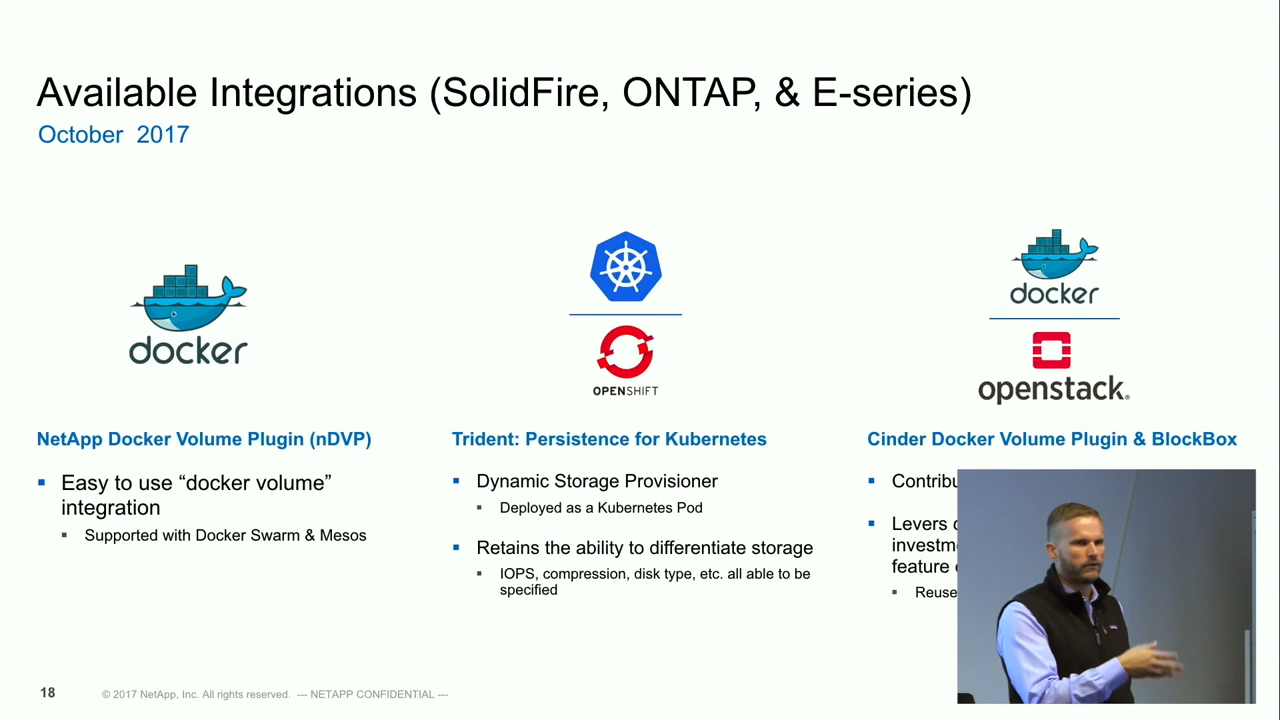 Available Integrations (SolidFire, ONTAP, & E-series)
October 2017
docker
OPENSHIFT
docker
openstack®
NetApp Docker Volume Plugin (nDVP)
Easy to use “docker volume”
integration
Supported with Docker Swarm & Mesos
Trident: Persistence for Kubernetes
Dynamic Storage Provisioner
Deployed as a Kubernetes Pod
Retains the ability to differentiate storage
IOPS, compression, disk type, etc. all able to be
specified
Cinder Docker Volume Plugin & BlockBox
Levers
feature
Reuse
18
© 2017 NetApp, Inc. All rights reserved. --- NETAPP CONFIDENTIAL ---